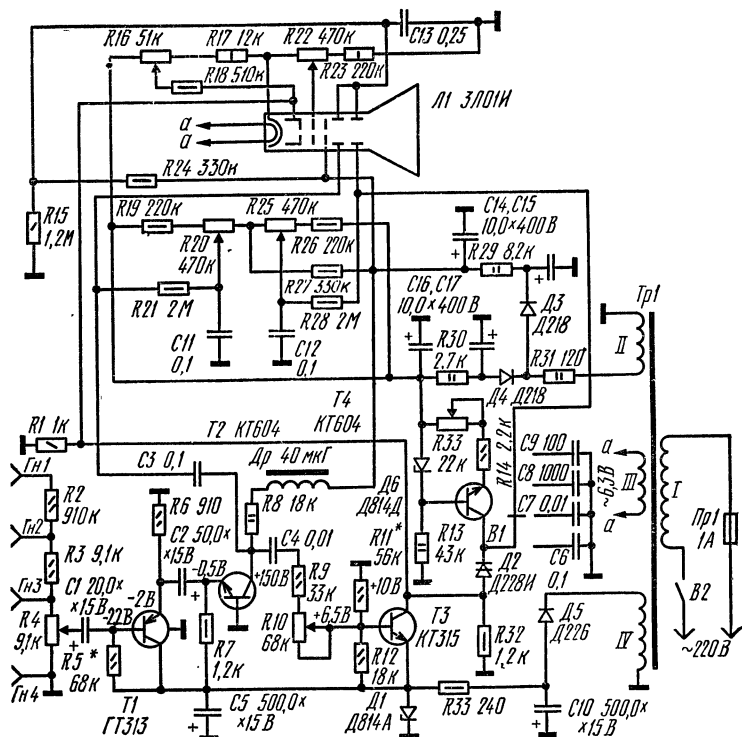 R16 51к
R17 12к
R22 470к
C13 0,25
R18 510к
R23 220к
Л1 3ЛО1И
а
а
R24 330к
R15
1,2М
R19 220к
R25 470к
C14, C15
10,0×400 В
R20
470к
R26 220к
R29 8,2к
R27 330к
C16, C17
10,0×400 В
R21 2М
R28 2М
Д3
Д218
Тр1
II
C11
0,1
C12
0,1
R30
2,7к
R31 120*
Д4 Д218
R1 1к
Т2 КТ604
Т4
КТ604
R33
22к
R14 2,2к
C9 100
C8 1000
C7 0,01
C6
0,1
а
а
~6,3В
III
I
Гн1
Гн2
Гн3
Гн4
C3 0,1
Др 40 мкГ
Д6
Д814Д
R2
910к
R6 910
R8 18к
R11*
56к
R13
43к
В1
Д2
Д228И
Пр1
1А
R3 9,1к
C2 50,0×
×15В
C4 0,01
C1 20,0×
×15В
-2В
-0,5В
+150В
R9
33к
+10В
Т3
КТ315
Д5
Д226
В2
R4
9,1к
-2,2В
R10
68к
+6,5В
R5*
68к
R7
1,2к
R12
18к
R32
1,2к
IV
~220В
Т1
ГТ313
C5 500,0×
×15В
Д1
Д814А
R33 240
C10 500,0×
×15В